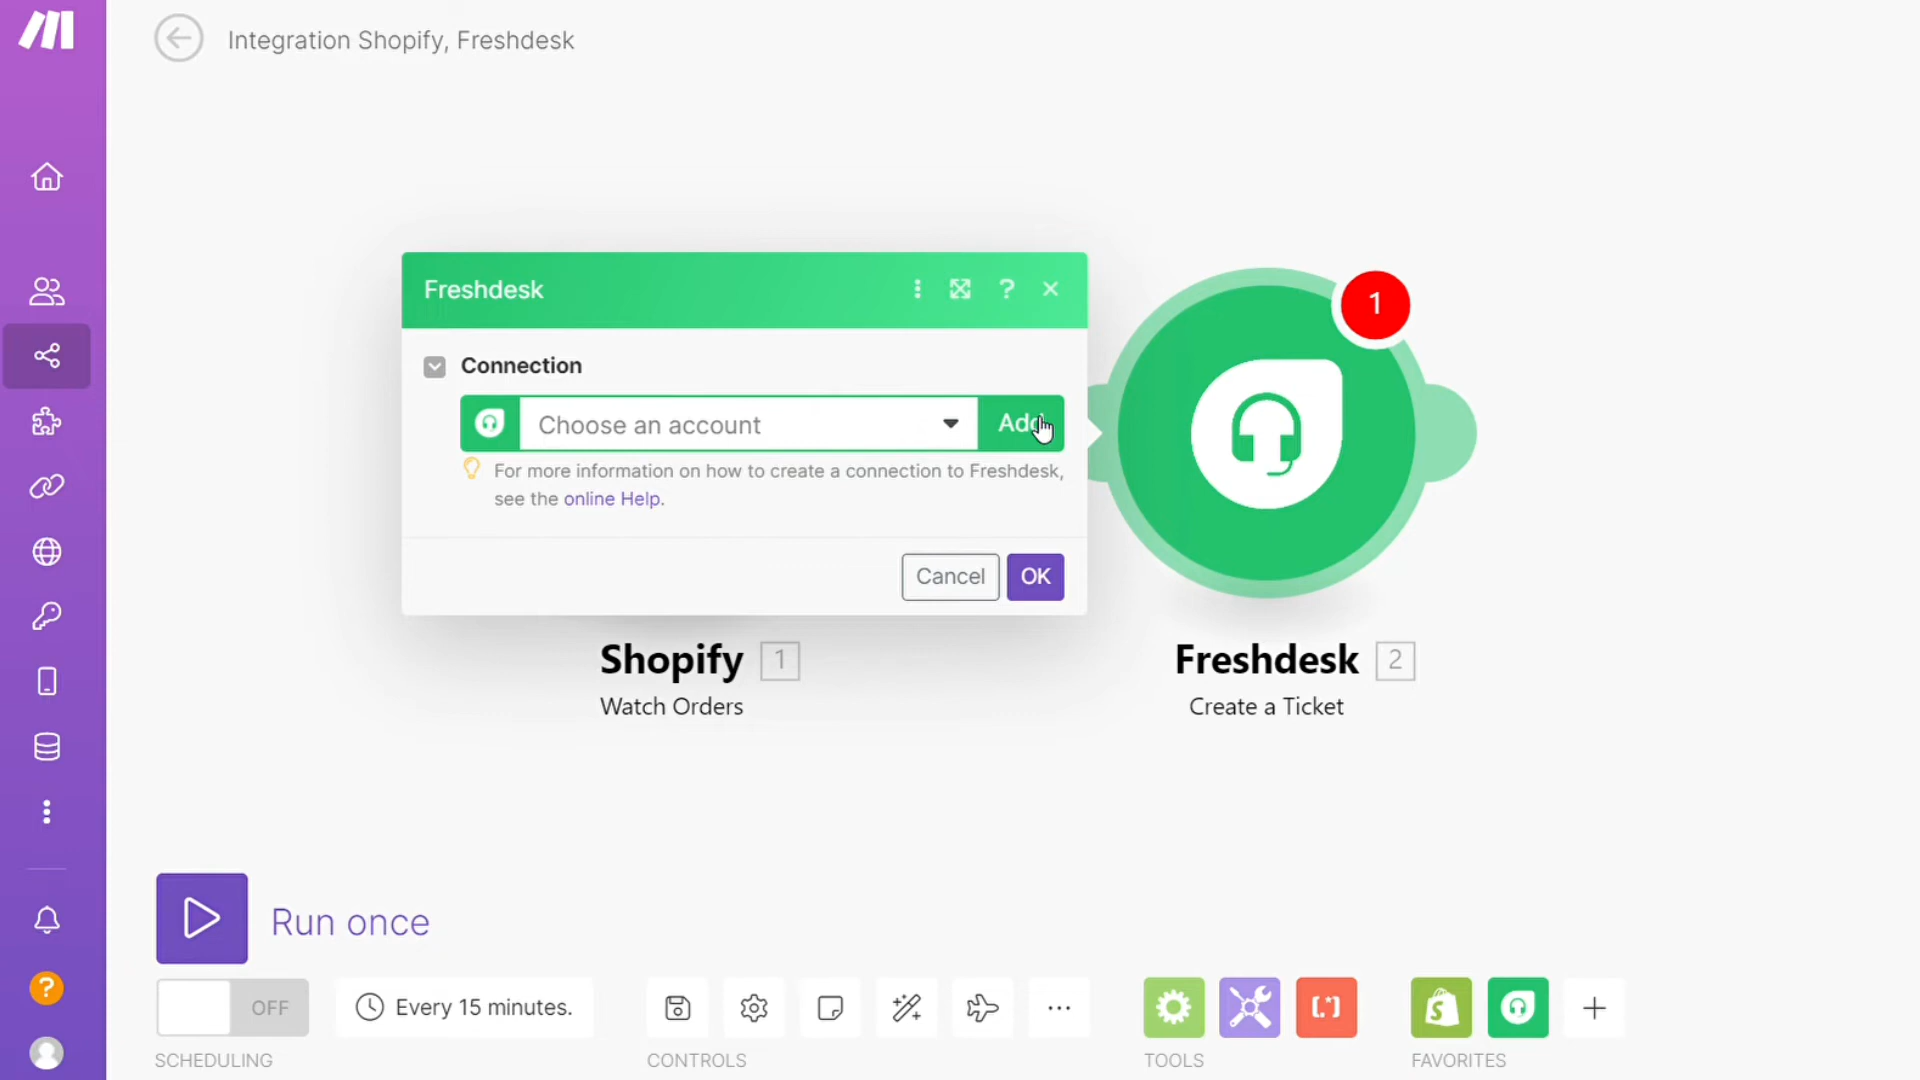 Integration Shopify, Freshdesk
Freshdesk
?
Connection
Choose an account
Add
For more information on how to create a connection to Freshdesk,
see the online Help.
Cancel
OK
1
Shopify 1
Watch Orders
Freshdesk 2
Create a Ticket
Run once
OFF
Every 15 minutes.
SCHEDULING
CONTROLS
TOOLS
FAVORITES
?